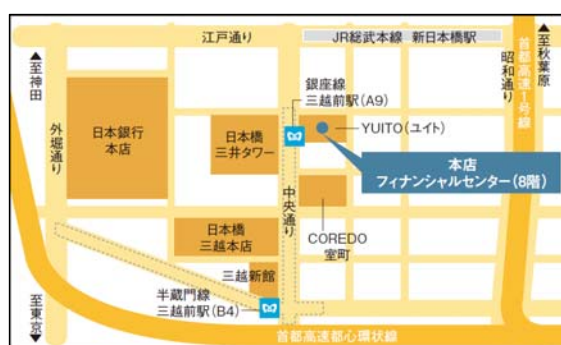 江戸通り
JR総武本線 新日本橋駅
▲至神田
外堀通り
日本銀行
本店
日本橋
三井タワー
銀座線
三越前駅(A9)
YUITO(ユイト)
昭和通り
首都高速1号線
▲至秋葉原
本店
フィナンシャルセンター(8階)
中央通り
日本橋
三越本店
COREDO
室町
三越新館
半蔵門線
三越前駅(B4)
至東京▼
首都高速都心環状線